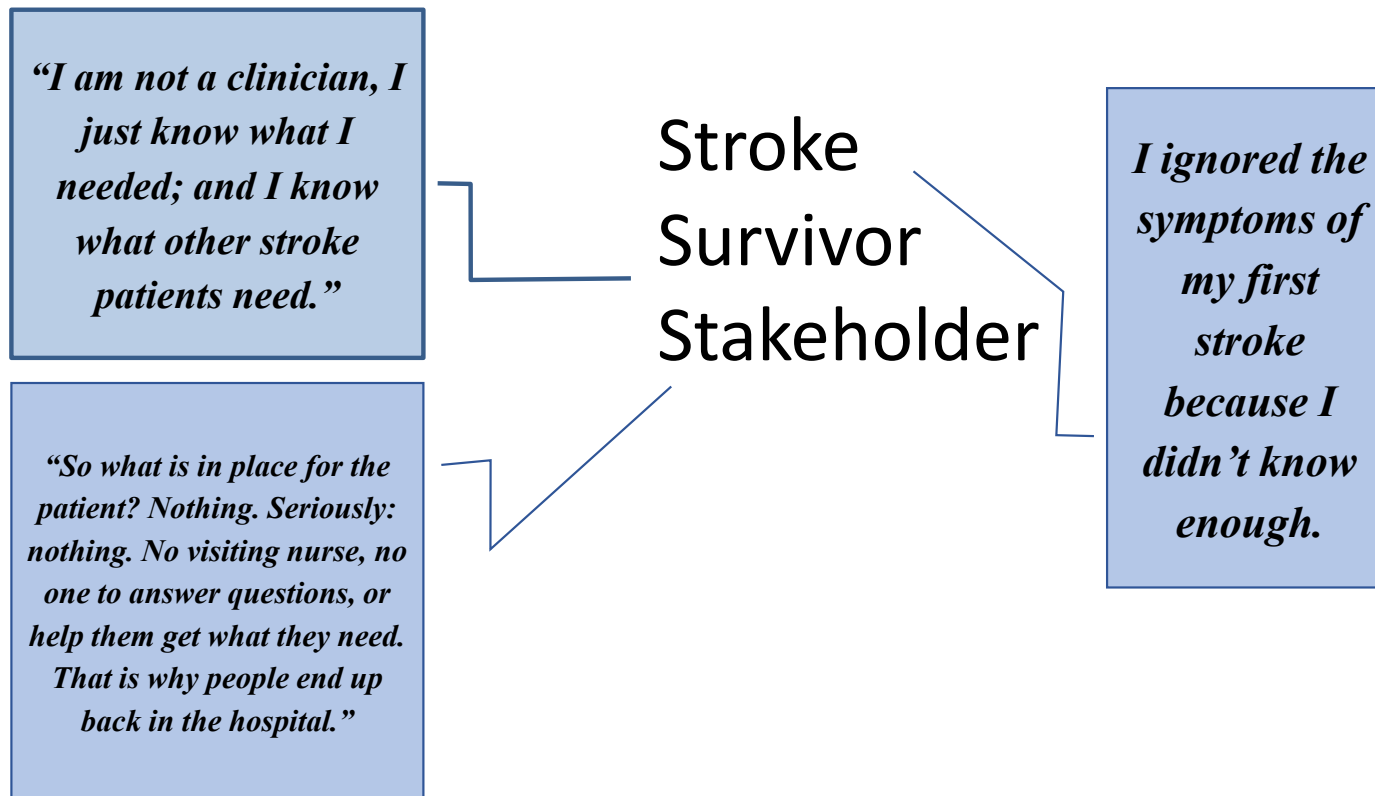 “I am not a clinician, I
just know what I
needed; and I know
what other stroke
patients need.”
“So what is in place for the
patient? Nothing. Seriously:
nothing. No visiting nurse, no
one to answer questions, or
help them get what they need.
That is why people end up
back in the hospital.”
Stroke
Survivor
Stakeholder
I ignored the
symptoms of
my first
stroke
because I
didn’t know
enough.